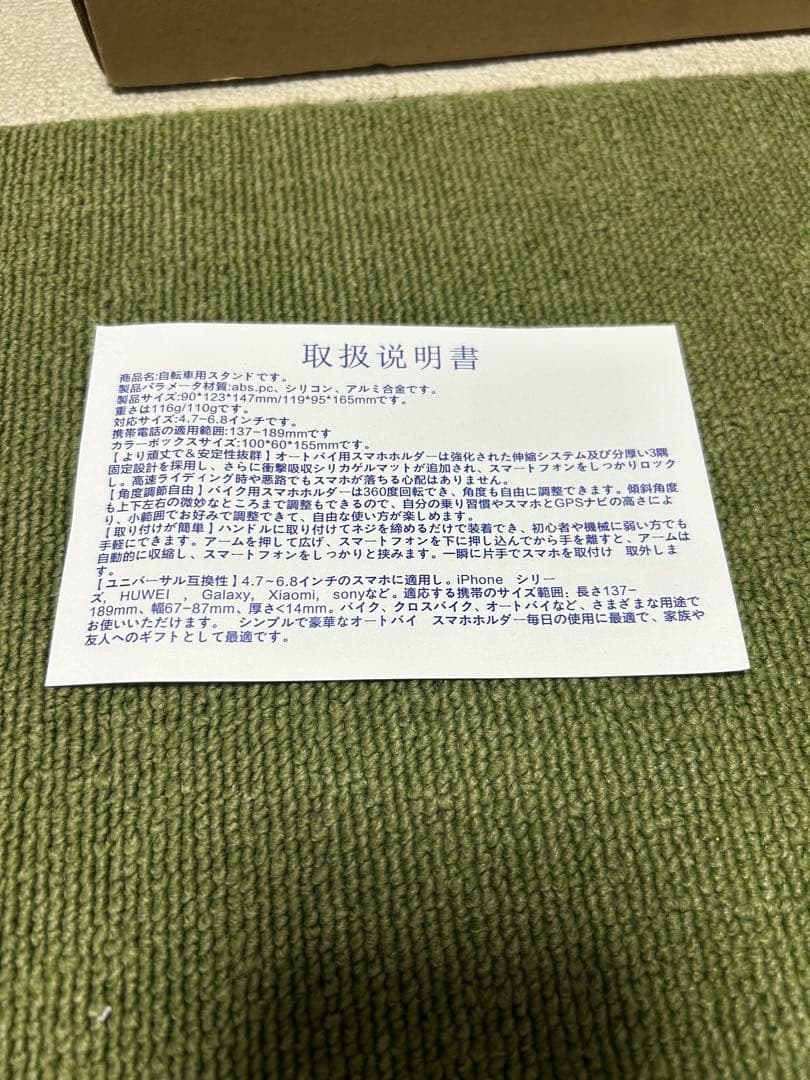 取扱说明書
商品名:自転車用スタンドです。
製品パラメータ材質:abs.pc、シリコン、アルミ合金です。
製品サイズ:90*123*147mm/119*95*165mmです。
重さは116g/110gです。
対応サイズ:4.7-6.8インチです。
携帯電話の適用範囲:137-189mmです
カラーボックスサイズ:100*60*155mmです。
【より頑丈で&安定性抜群】オートバイ用スマホホルダーは強化された伸縮システム及び分厚い3隅
固定設計を採用し、さらに衝撃吸収シリカゲルマットが追加され、スマートフォンをしっかりロック
し。高速ライディング時や悪路でもスマホが落ちる心配はありません。
【角度調節自由】バイク用スマホホルダーは360度回転でき、角度も自由に調整できます。傾斜角度
も上下左右の微妙なところまで調整もできるので、自分の乗り習慣やスマホとGPSナビの高さによ
り、小範囲でお好みで調整できて、自由な使い方が楽しめます。
【取り付けが簡単】ハンドルに取り付けてネジを締めるだけで装着でき、初心者や機械に弱い方でも
手軽にできます。アームを押して広げ、スマートフォンを下に押し込んでから手を離すと、アームは
自動的に収縮し、スマートフォンをしっかりと挟みます。一瞬に片手でスマホを取付け 取外しま
す。
【ユニバーサル互換性】4.7-6.8インチのスマホに適用し。iPhone シリー
ズ, HUWEI , Galaxy, Xiaomi, sonyなど。適応する携帯のサイズ範囲: 長さ137-
189mm、幅67-87mm、厚さ<14mm。バイク、クロスバイク、オートバイなど、さまざまな用途で
お使いいただけます。 シンプルで豪華なオートバイ スマホホルダー毎日の使用に最適で、家族や
友人へのギフトとして最適です。